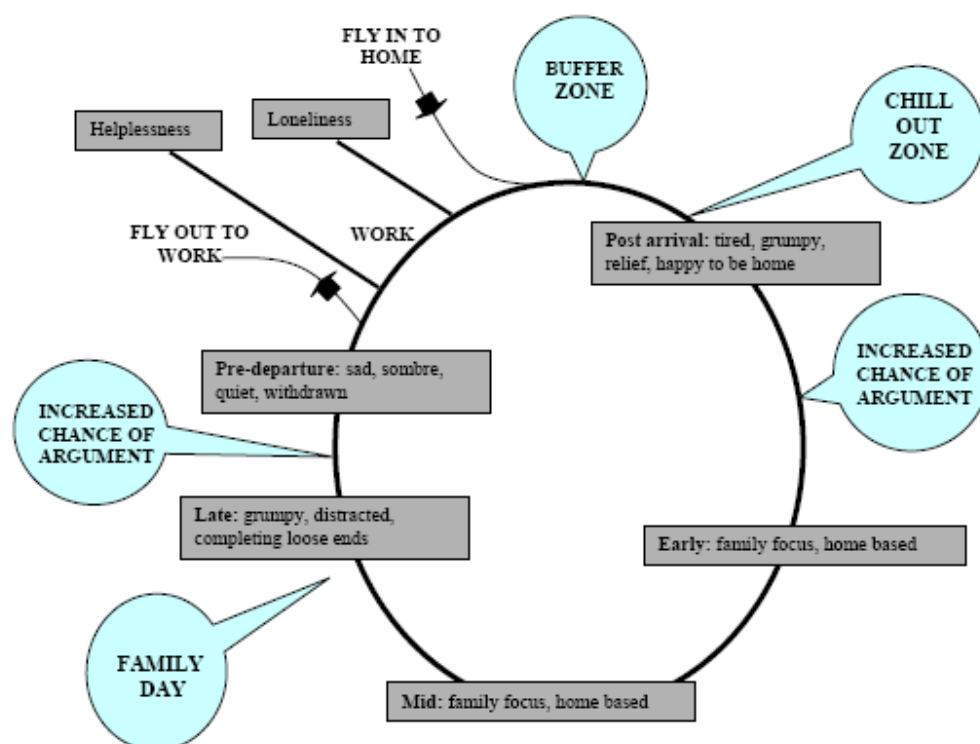 FLY IN TO
HOME
BUFFER
ZONE
CHILL
OUT
ZONE
Helplessness
Loneliness
FLY OUT TO
WORK
WORK
Post arrival: tired, grumpy,
relief, happy to be home
INCREASED
CHANCE OF
ARGUMENT
Pre-departure: sad, sombre,
quiet, withdrawn
INCREASED
CHANCE OF
ARGUMENT
Late: grumpy, distracted,
completing loose ends
Early: family focus, home based
FAMILY
DAY
Mid: family focus, home based